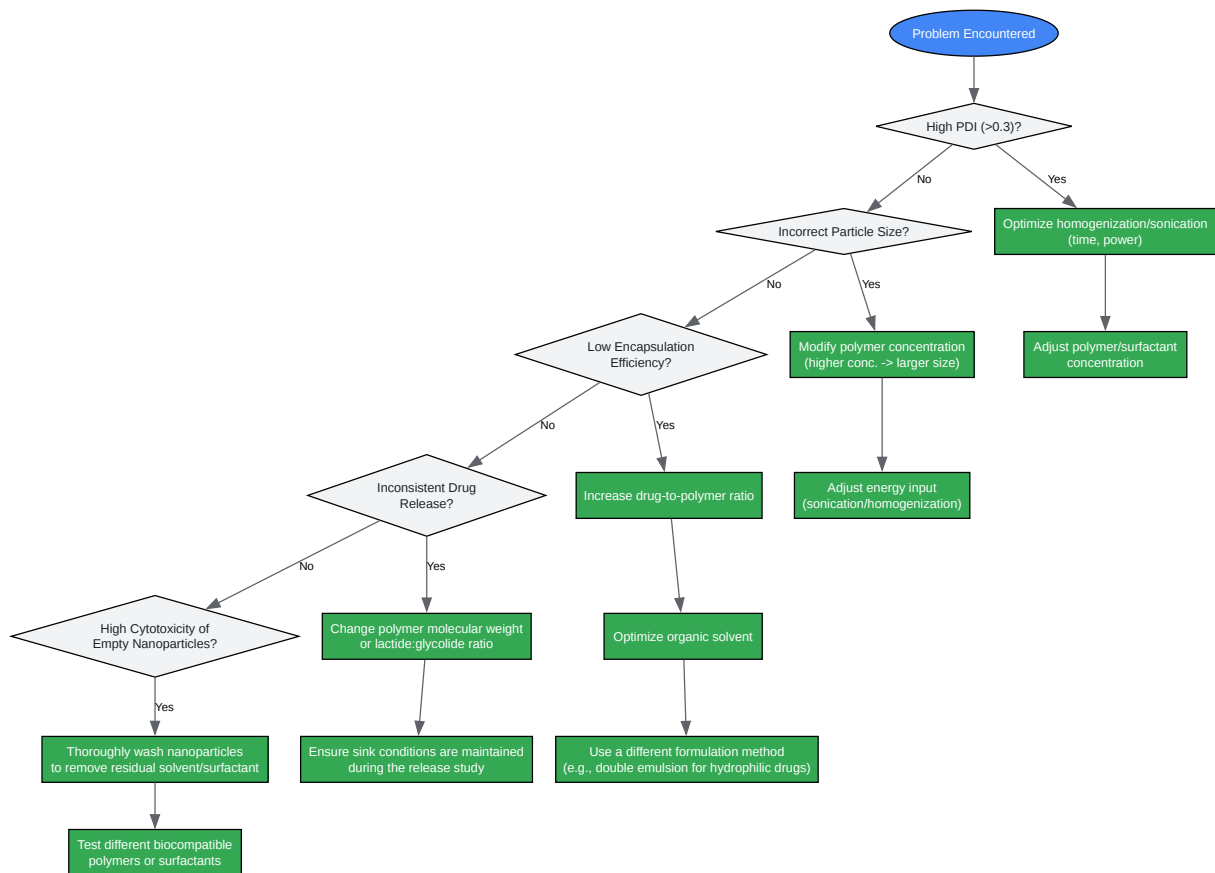 Problem Encountered
High PDI (>0.3)?
No
Yes
Incorrect Particle Size?
Optimize homogenization/sonication
(time, power)
No
Yes
Low Encapsulation
Efficiency?
Modify polymer concentration
(higher conc. -> larger size)
Adjust polymer/surfactant
concentration
No
Yes
Inconsistent Drug
Release?
Increase drug-to-polymer ratio
Adjust energy input
(sonication/homogenization)
No
Yes
High Cytotoxicity of
Empty Nanoparticles?
Change polymer molecular weight
or lactide:glycolide ratio
Optimize organic solvent
Yes
Thoroughly wash nanoparticles
to remove residual solvent/surfactant
Ensure sink conditions are maintained
during the release study
Use a different formulation method
(e.g., double emulsion for hydrophilic drugs)
Test different biocompatible
polymers or surfactants